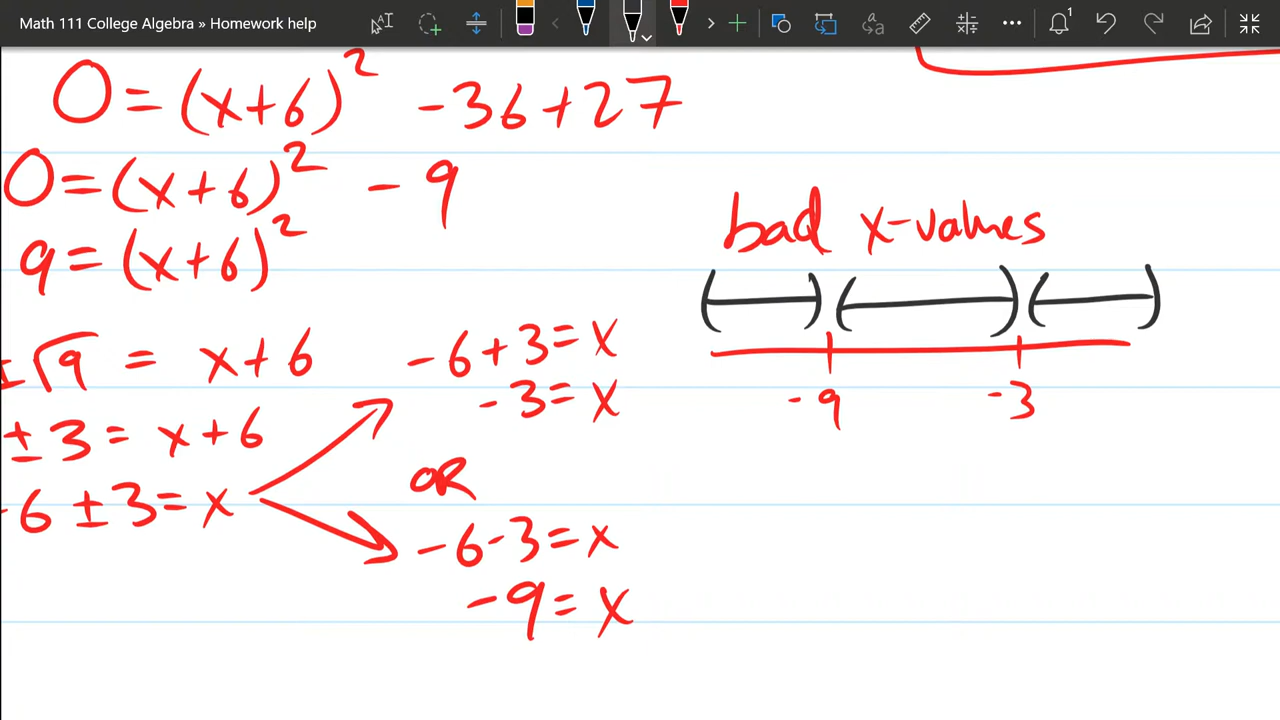 Math 111 College Algebra » Homework help
0 = (x+6)² -36+27
0 = (x+6)² - 9
9 = (x+6)²
±√9 = x+6
±3 = x+6
-6 ±3 = x
-6+3 = x
-3 = x
OR
-6-3 = x
-9 = x
bad x-values
( ) ( ) ( )
-9 -3